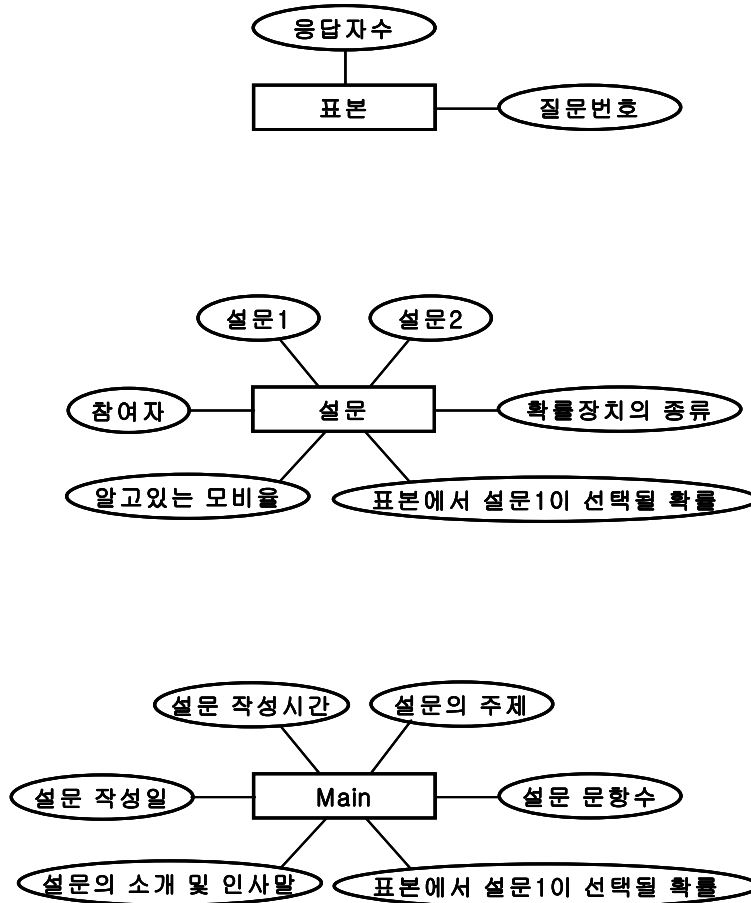 응답자수
표본
질문번호
설문1
설문2
참여자
설문
확률장치의 종류
알고있는 모비율
표본에서 설문1이 선택될 확률
설문 작성시간
설문의 주제
설문 작성일
Main
설문 문항수
설문의 소개 및 인사말
표본에서 설문1이 선택될 확률